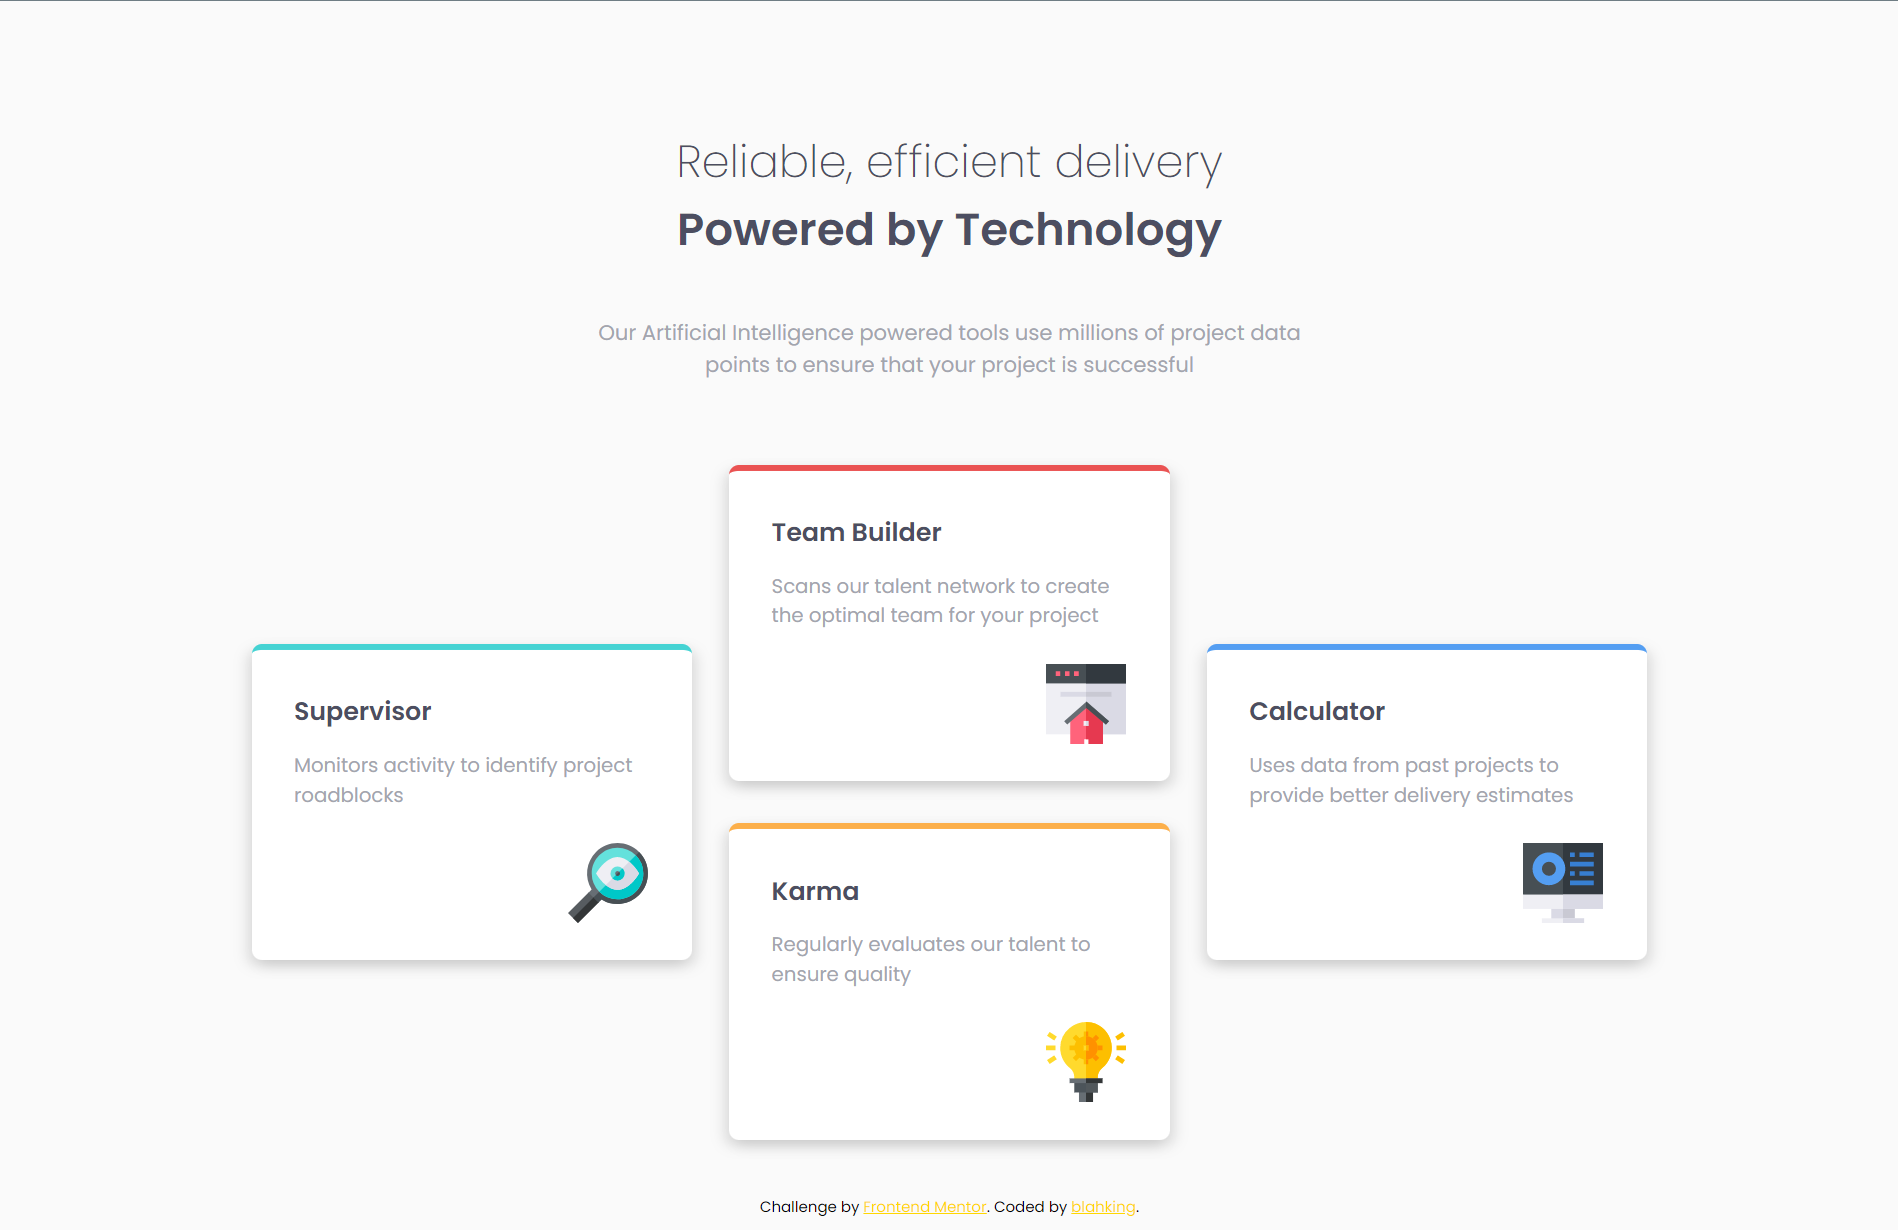 Reliable, efficient delivery
Powered by Technology
Our Artificial Intelligence powered tools use millions of project data
points to ensure that your project is successful
Team Builder
Scans our talent network to create
the optimal team for your project
Supervisor
Monitors activity to identify project
roadblocks
Calculator
Uses data from past projects to
provide better delivery estimates
Karma
Regularly evaluates our talent to
ensure quality
Challenge by Frontend Mentor. Coded by blahking.